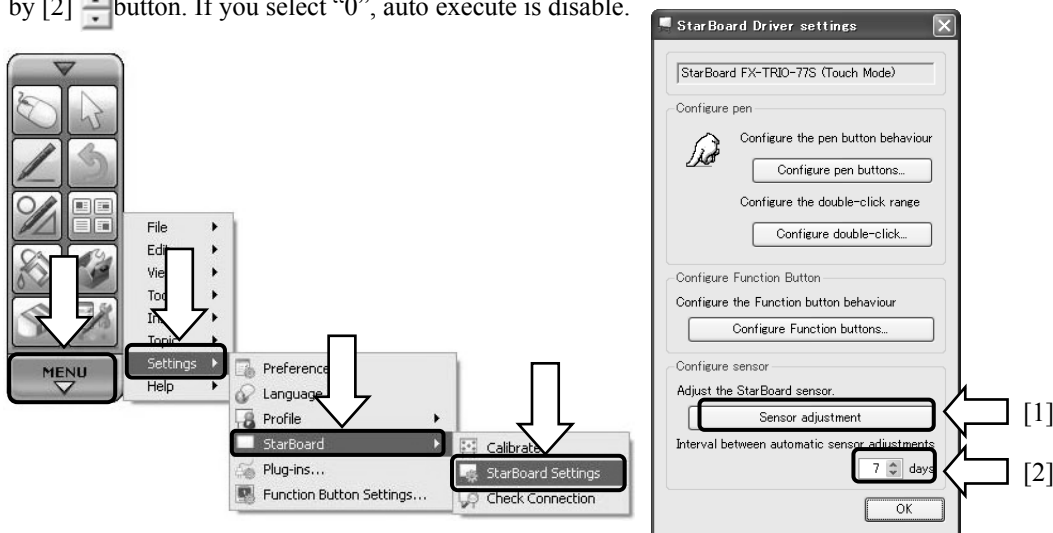 by [2] button. If you select “0”, auto execute is disable.
MENU
File
Edit
View
Topic
Settings
Help
Preference
Language
Profile
StarBoard
Plug-ins...
Function Button Settings...
Calibrate
StarBoard Settings
Check Connection
StarBoard Driver settings
StarBoard FX-TRIO-77S (Touch Mode)
Configure pen
Configure the pen button behaviour
Configure pen buttons...
Configure the double-click range
Configure double-click...
Configure Function Button
Configure the Function button behaviour
Configure Function buttons...
Configure sensor
Adjust the StarBoard sensor.
Sensor adjustment
[1]
Interval between automatic sensor adjustments
7 days
[2]
OK